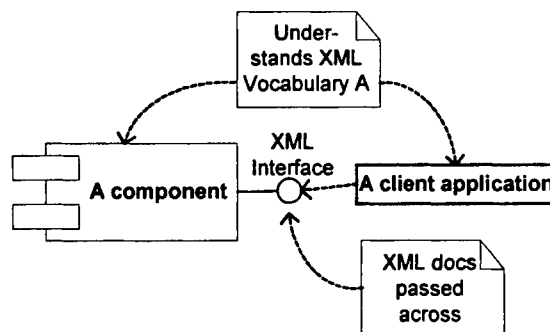 Under-
stands XML
Vocabulary A
XML
Interface
A component
A client application
XML docs
passed
across